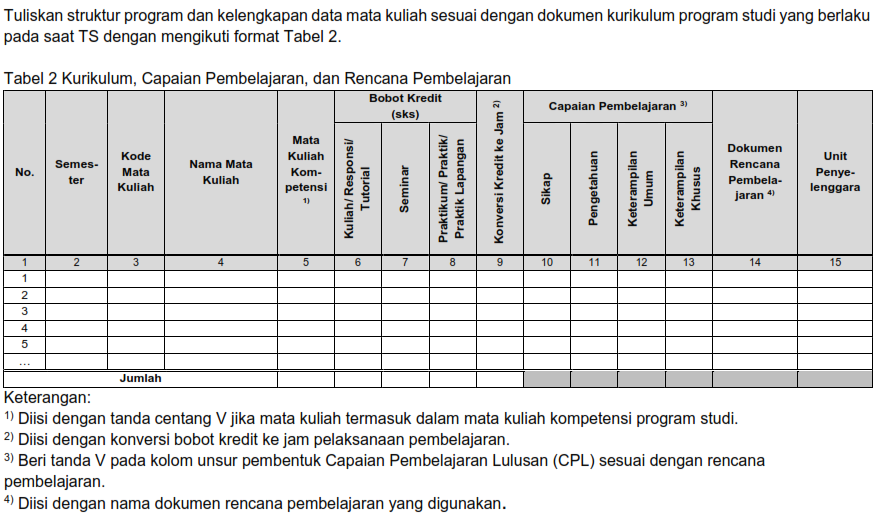 Tuliskan struktur program dan kelengkapan data mata kuliah sesuai dengan dokumen kurikulum program studi yang berlaku
pada saat TS dengan mengikuti format Tabel 2.
Tabel 2 Kurikulum, Capaian Pembelajaran, dan Rencana Pembelajaran
No.
Semes-
ter
Kode
Mata
Kuliah
Nama Mata
Kuliah
Mata
Kuliah
Kom-
petensi
1)
Bobot Kredit
(sks)
Kuliah/ Responsi/
Tutorial
Seminar
Praktikum/ Praktik/
Praktik Lapangan
Konversi Kredit ke Jam 2)
Capaian Pembelajaran 3)
Sikap
Pengetahuan
Keterampilan
Umum
Keterampilan
Khusus
Dokumen
Rencana
Pembela-
jaran 4)
Unit
Penye-
lenggara
1 2 3 4 5 6 7 8 9 10 11 12 13 14 15
1
2
3
4
5
...
Jumlah
Keterangan:
1) Diisi dengan tanda centang V jika mata kuliah termasuk dalam mata kuliah kompetensi program studi.
2) Diisi dengan konversi bobot kredit ke jam pelaksanaan pembelajaran.
3) Beri tanda V pada kolom unsur pembentuk Capaian Pembelajaran Lulusan (CPL) sesuai dengan rencana
pembelajaran.
4) Diisi dengan nama dokumen rencana pembelajaran yang digunakan.